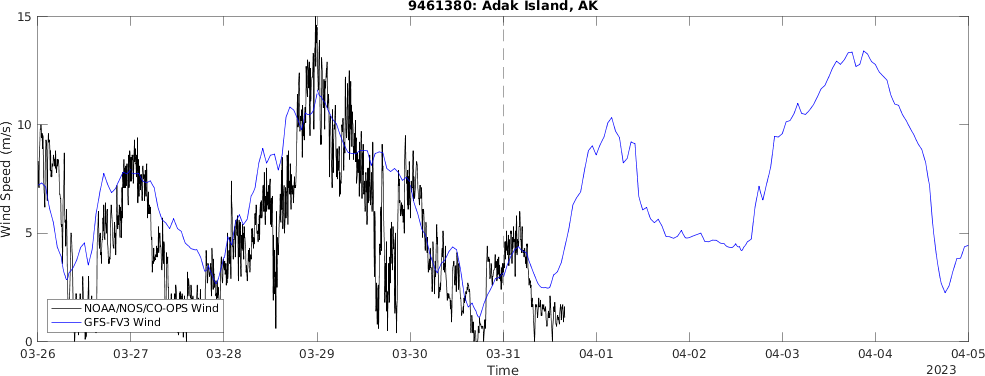 9461380: Adak Island, AK
15
10
5
0
Wind Speed (m/s)
NOAA/NOS/CO-OPS Wind
GFS-FV3 Wind
03-26 03-27 03-28 03-29 03-30 03-31 04-01 04-02 04-03 04-04 04-05
Time
2023